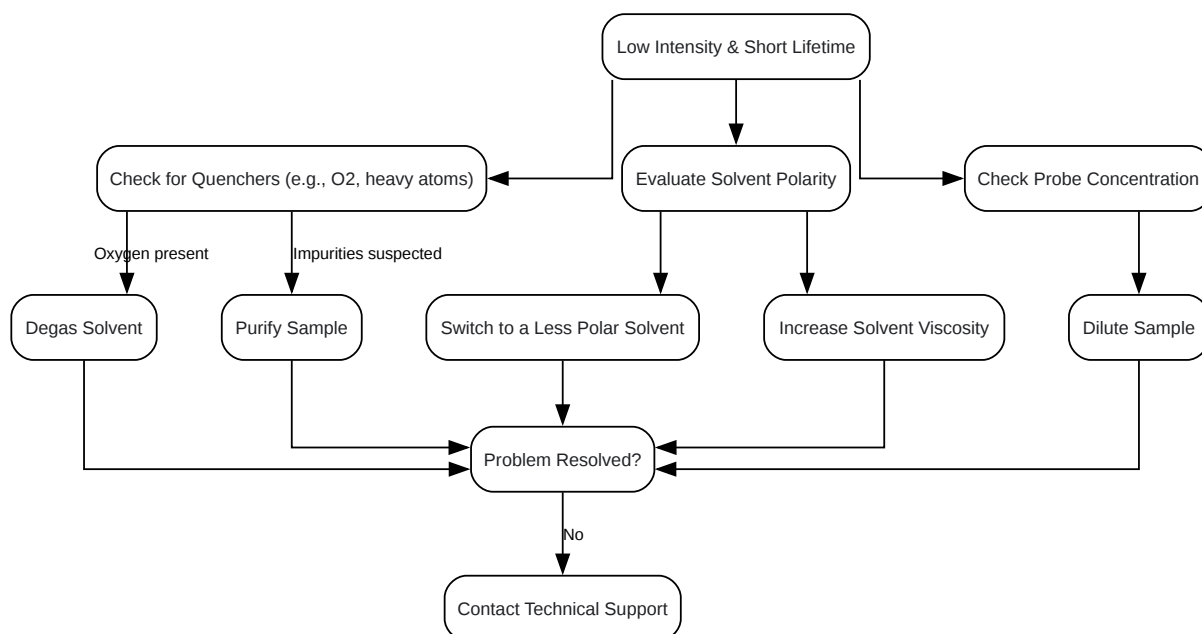 Low Intensity & Short Lifetime
Check for Quenchers (e.g., O2, heavy atoms)
Evaluate Solvent Polarity
Check Probe Concentration
Oxygen present
Impurities suspected
Degas Solvent
Purify Sample
Switch to a Less Polar Solvent
Increase Solvent Viscosity
Dilute Sample
Problem Resolved?
No
Contact Technical Support